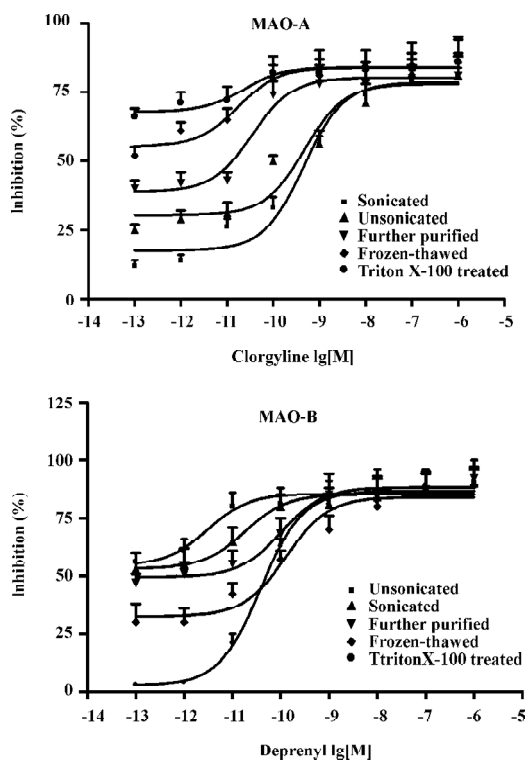 MAO-A
100
75
50
25
0
Inhibition (%)
Sonicated
Unsonicated
Further purified
Frozen-thawed
Triton X-100 treated
-14 -13 -12 -11 -10 -9 -8 -7 -6 -5
Clorgyline lg[M]
MAO-B
125
100
75
50
25
0
Inhibition (%)
Unsonicated
Sonicated
Further purified
Frozen-thawed
TtritonX-100 treated
-14 -13 -12 -11 -10 -9 -8 -7 -6 -5
Deprenyl lg[M]